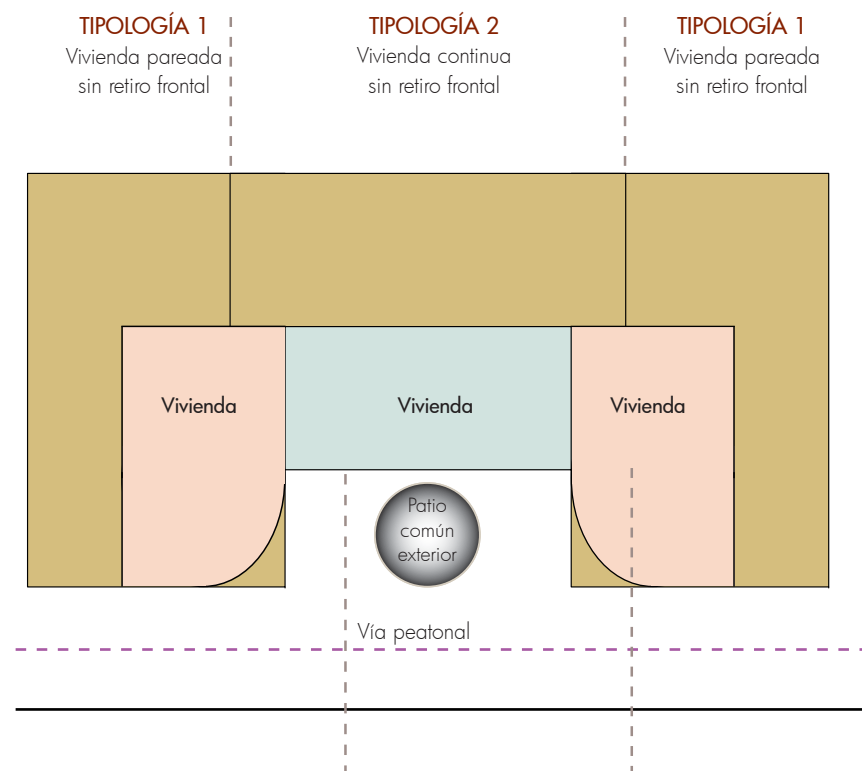 TIPOLOGÍA 1
Vivienda pareada
sin retiro frontal
TIPOLOGÍA 2
Vivienda continua
sin retiro frontal
TIPOLOGÍA 1
Vivienda pareada
sin retiro frontal
Vivienda
Vivienda
Vivienda
Patio
común
exterior
Vía peatonal